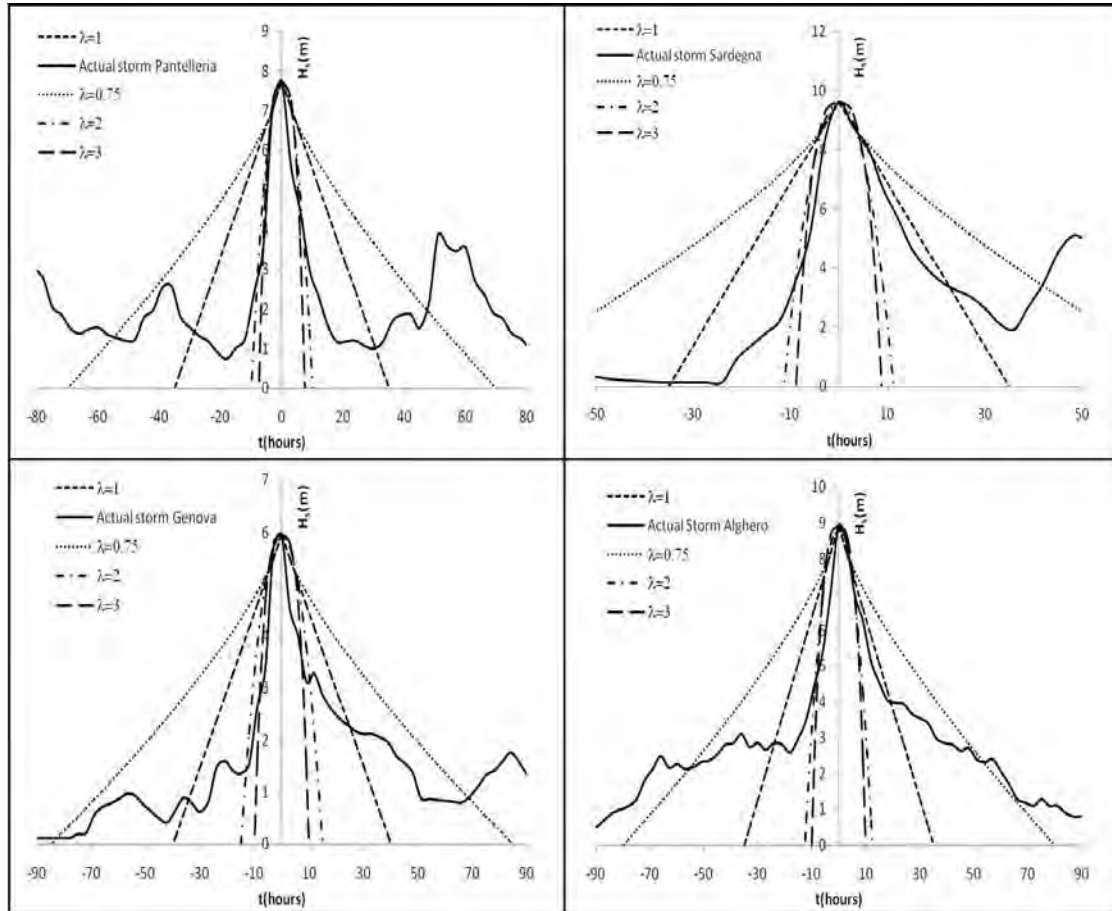 λ=1
Actual storm Pantelleria
λ=0.75
λ=2
λ=3
Hs(m)
9
8
7
6
3
2
1
0
-80 -60 -40 -20 0 20 40 60 80
t(hours)
λ=1
Actual storm Sardegna
λ=0.75
λ=2
λ=3
Hs(m)
12
10
8
6
4
2
0
-50 -30 -10 10 30 50
t(hours)
λ=1
Actual storm Genova
λ=0.75
λ=2
λ=3
Hs(m)
7
6
3
2
1
0
-90 -70 -50 -30 -10 10 30 50 70 90
t(hours)
λ=1
Actual Storm Alghero
λ=0.75
λ=2
λ=3
Hs(m)
10
9
8
6
5
4
3
2
1
0
-90 -70 -50 -30 -10 10 30 50 70 90
t(hours)